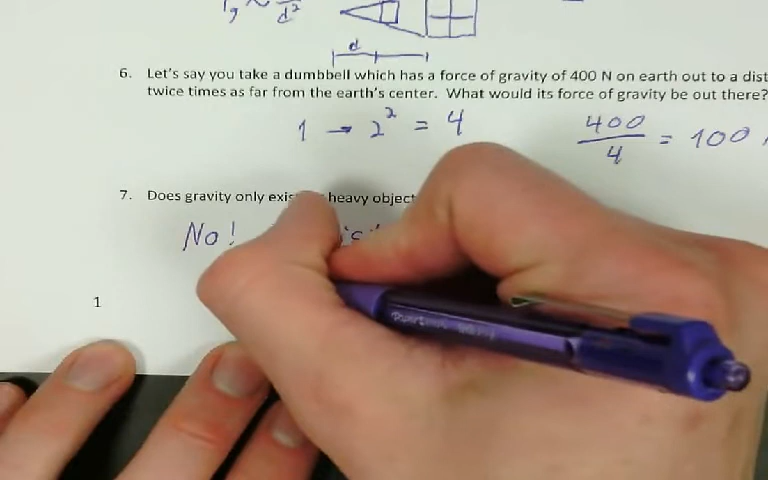 d²
d
6. Let's say you take a dumbbell which has a force of gravity of 400 N on earth out to a dist
twice times as far from the earth's center. What would its force of gravity be out there?
1 → 2² = 4
400/4 = 100
7. Does gravity only heavy object
No!
1